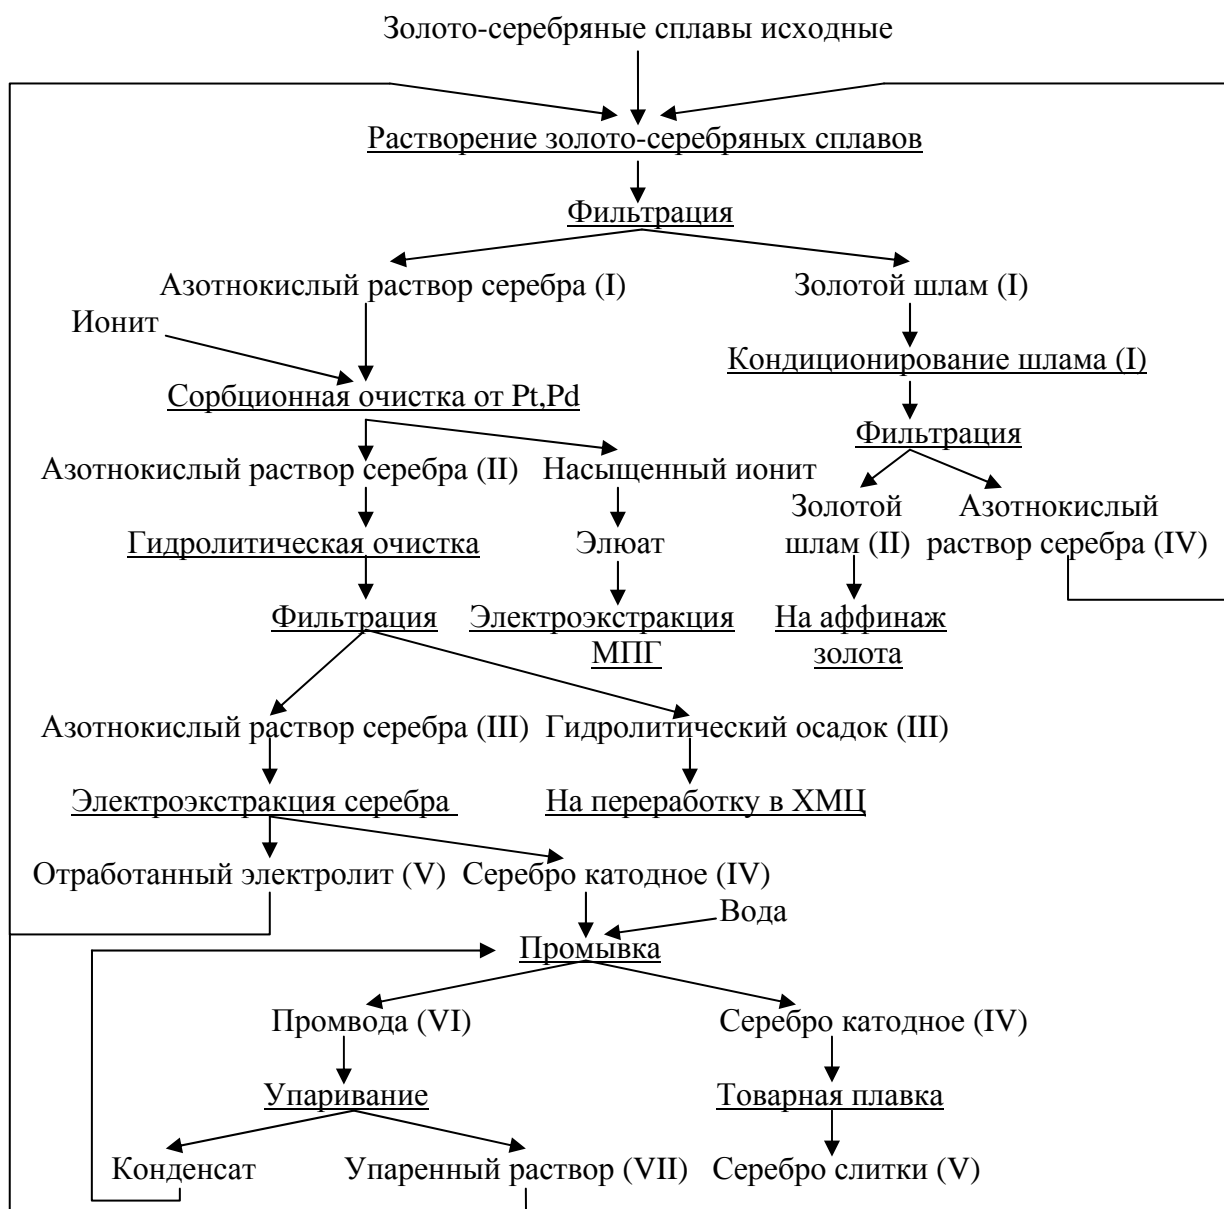 Золото-серебряные сплавы исходные
Растворение золото-серебряных сплавов
Фильтрация
Азотнокислый раствор серебра (I)
Золотой шлам (I)
Ионит
Кондиционирование шлама (I)
Сорбционная очистка от Pt,Pd
Фильтрация
Азотнокислый раствор серебра (II)
Насыщенный ионит
Золотой
шлам (II)
Азотнокислый
раствор серебра (IV)
Гидролитическая очистка
Элюат
Фильтрация
Электроэкстракция
МПГ
На аффинаж
золота
Азотнокислый раствор серебра (III)
Гидролитический осадок (III)
Электроэкстракция серебра
На переработку в ХМЦ
Отработанный электролит (V)
Серебро катодное (IV)
Вода
Промывка
Промвода (VI)
Серебро катодное (IV)
Упаривание
Товарная плавка
Конденсат
Упаренный раствор (VII)
Серебро слитки (V)